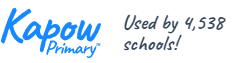 Kapow
Primary™
Used by 4,538
schools!